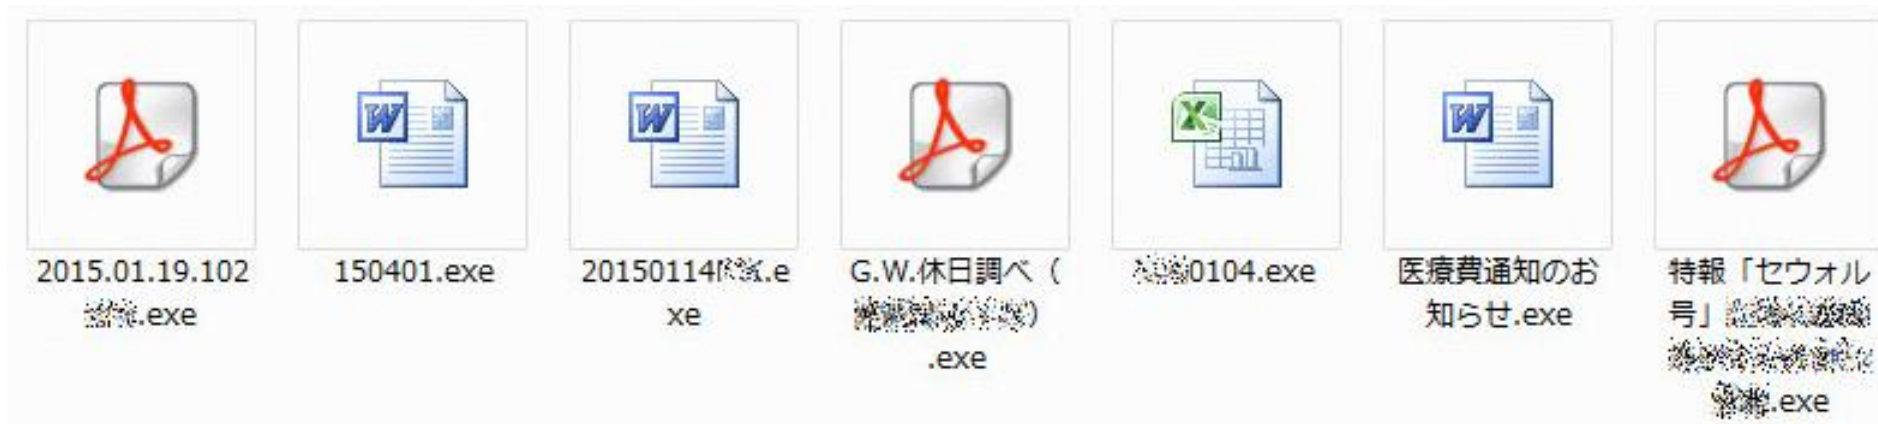 2015.01.19.102
.exe
150401.exe
20150114 .e
xe
G.W.休日調べ（
）
.exe
0104.exe
医療費通知のお
知らせ.exe
特報「セウォル
号」
.exe